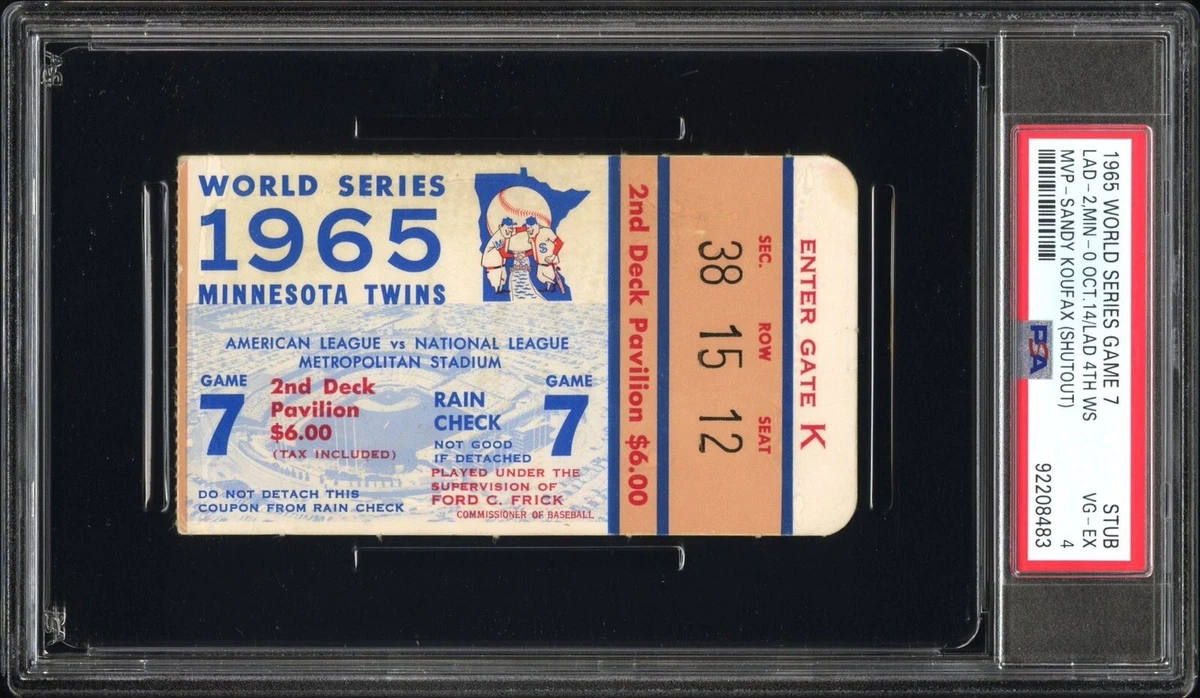 WORLD SERIES
1965
MINNESOTA TWINS
AMERICAN LEAGUE vs NATIONAL LEAGUE
METROPOLITAN STADIUM
GAME
7
2nd Deck
Pavilion
$6.00
(TAX INCLUDED)
DO NOT DETACH THIS
COUPON FROM RAIN CHECK
RAIN
CHECK
GAME
7
NOT GOOD
IF DETACHED
PLAYED UNDER THE
SUPERVISION OF
FORD C. FRICK
COMMISSIONER OF BASEBALL
2nd Deck Pavilion $6.00
SEC. ROW SEAT
38 15 12
ENTER GATE K
1965 WORLD SERIES GAME 7 STUB
LAD-2,MIN-0 OCT.14/LAD 4TH WS VG-EX 4
MVP-SANDY KOUFAX (SHUTOUT)
92208483
PSA